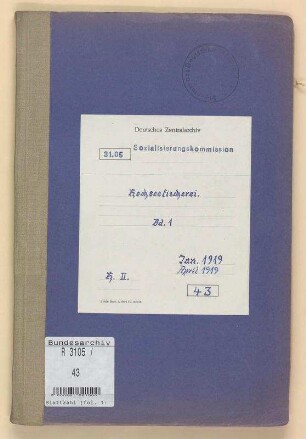 Deutsches Zentralarchiv
31.05 Sozialisierungskommission
Hochseefischerei.
Bd. 1
Jan. 1919
April 1919
K. II.
43
Bundesarchiv
R 3105 /
43